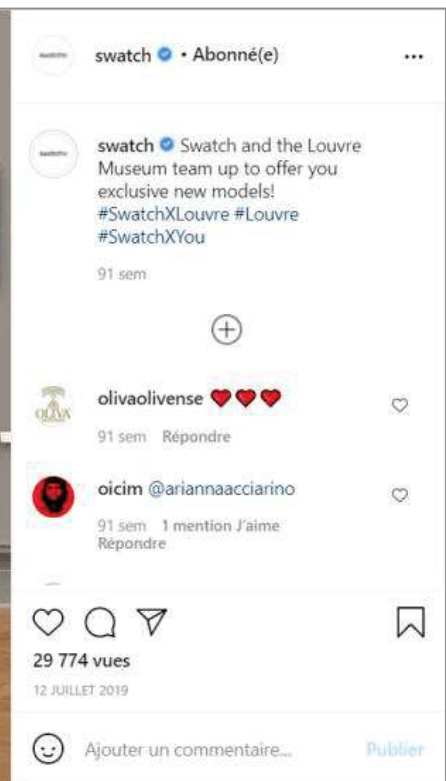 swatch • Abonné(e)
swatch Swatch and the Louvre
Museum team up to offer you
exclusive new models!
#SwatchXLouvre #Louvre
#SwatchXYou
91 sem
OLIVA
olivaolivense
91 sem Répondre
oicim @ariannaacciarino
91 sem 1 mention J'aime
Répondre
29 774 vues
12 JUILLET 2019
Ajouter un commentaire...
Publier